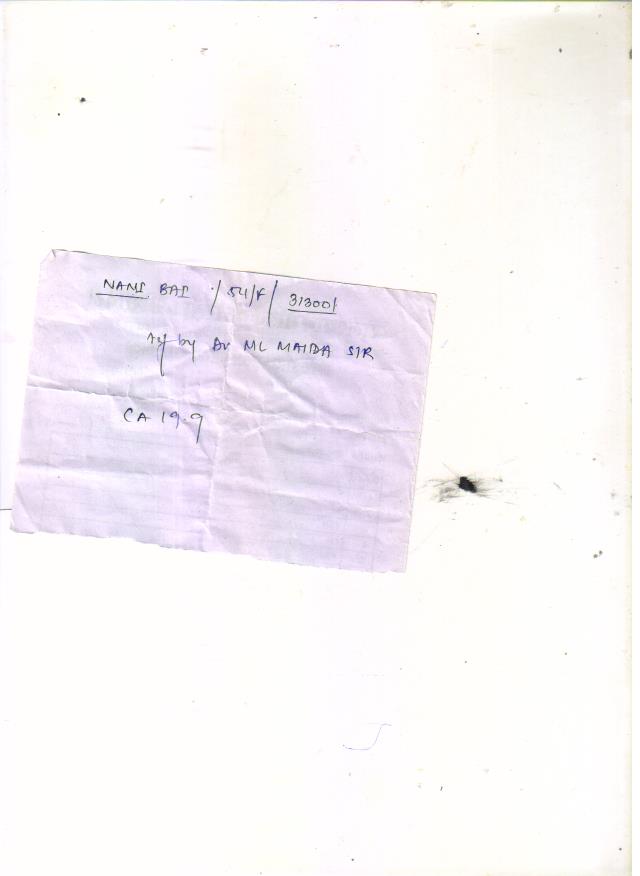 NANI BAI / 54/F/ 313001
by Dr ML MAIDA SIR
CA 19.9